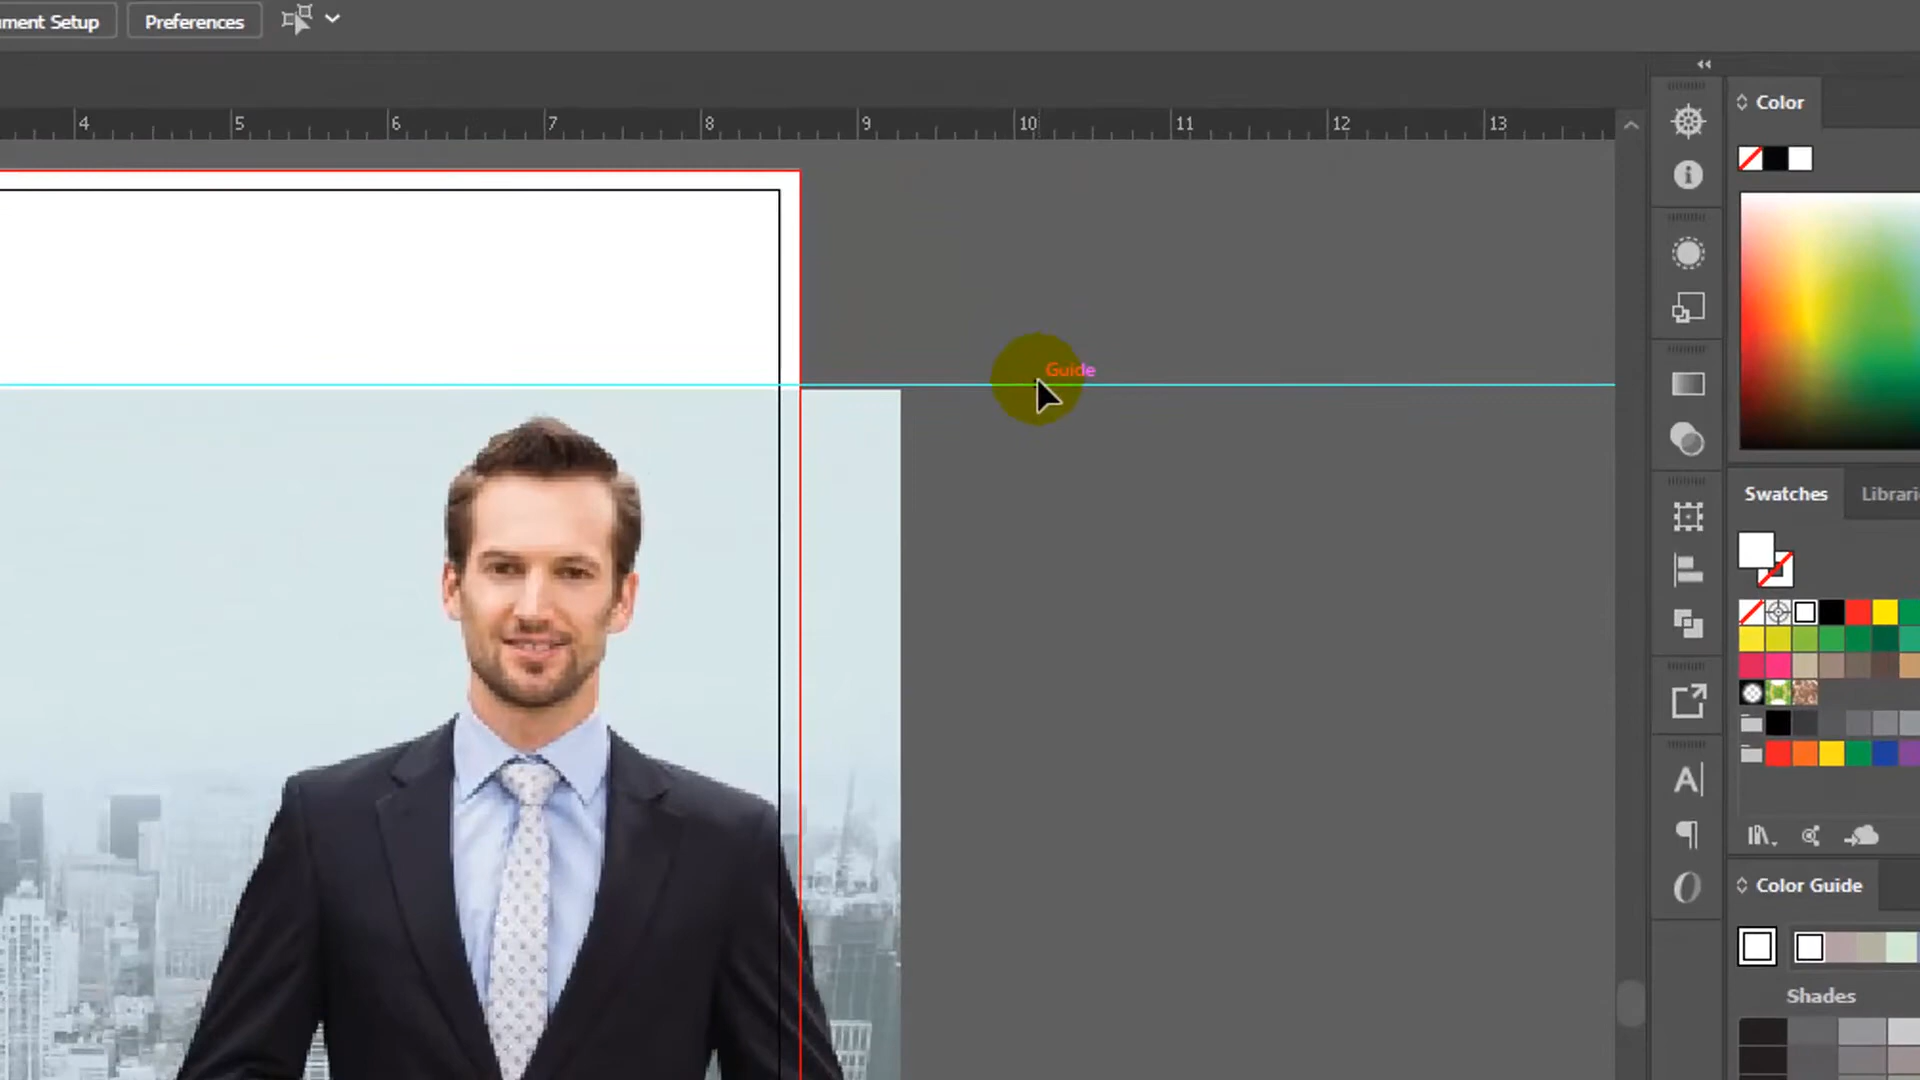 ment Setup
Preferences
4 5 6 7 8 9 10 11 12 13
Color
Guide
Swatches
Librari
Color Guide
Shades